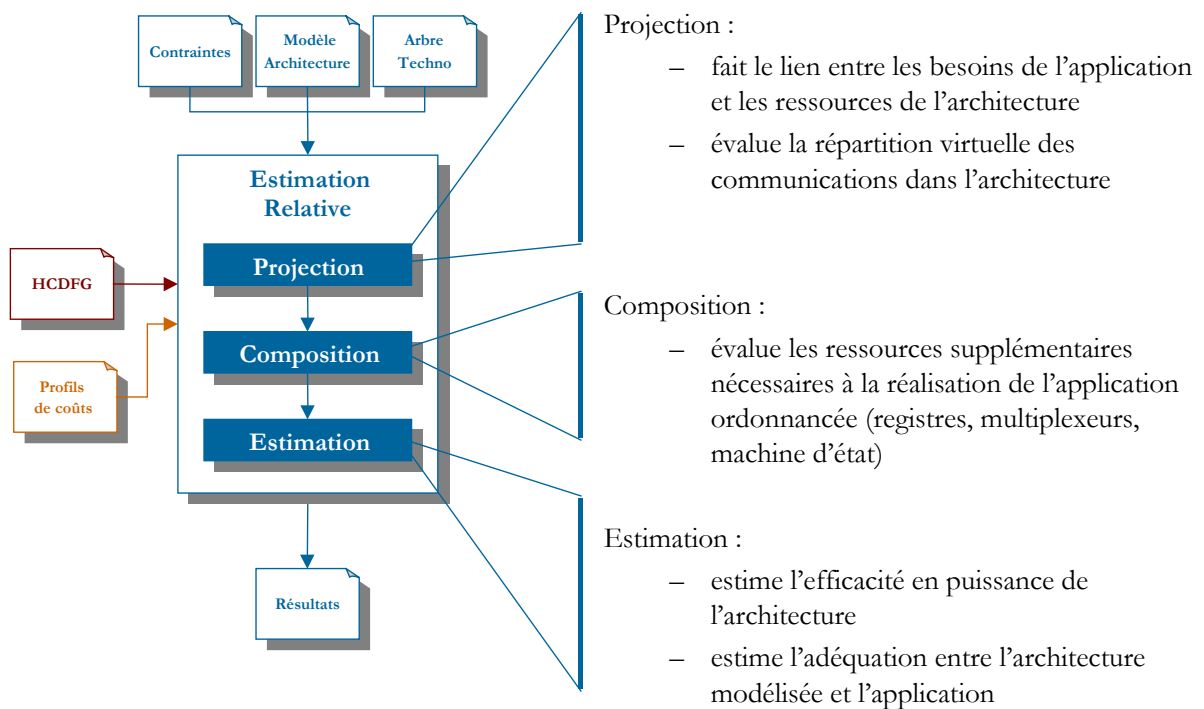 Contraintes
Modèle
Architecture
Arbre
Techno
Estimation
Relative
Projection
Composition
Estimation
HCDFG
Profils
de coûts
Résultats
Projection :
– fait le lien entre les besoins de l’application
et les ressources de l’architecture
– évalue la répartition virtuelle des
communications dans l’architecture
Composition :
– évalue les ressources supplémentaires
nécessaires à la réalisation de l’application
ordonnancée (registres, multiplexeurs,
machine d’état)
Estimation :
– estime l’efficacité en puissance de
l’architecture
– estime l’adéquation entre l’architecture
modélisée et l’application